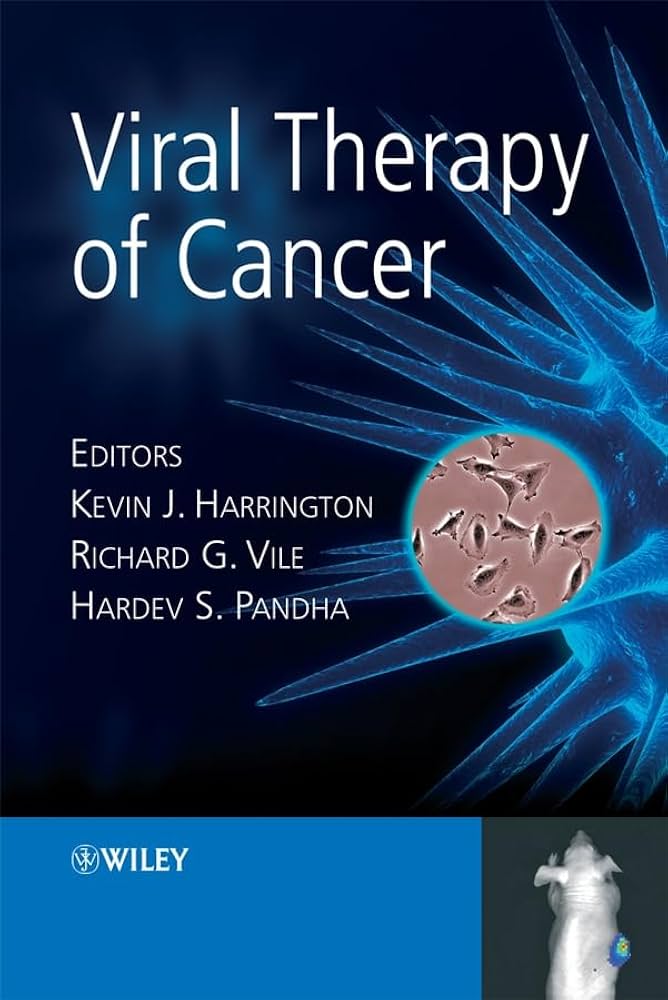 Viral Therapy
of Cancer
EDITORS
KEVIN J. HARRINGTON
RICHARD G. VILE
HARDEV S. PANDHA
WILEY